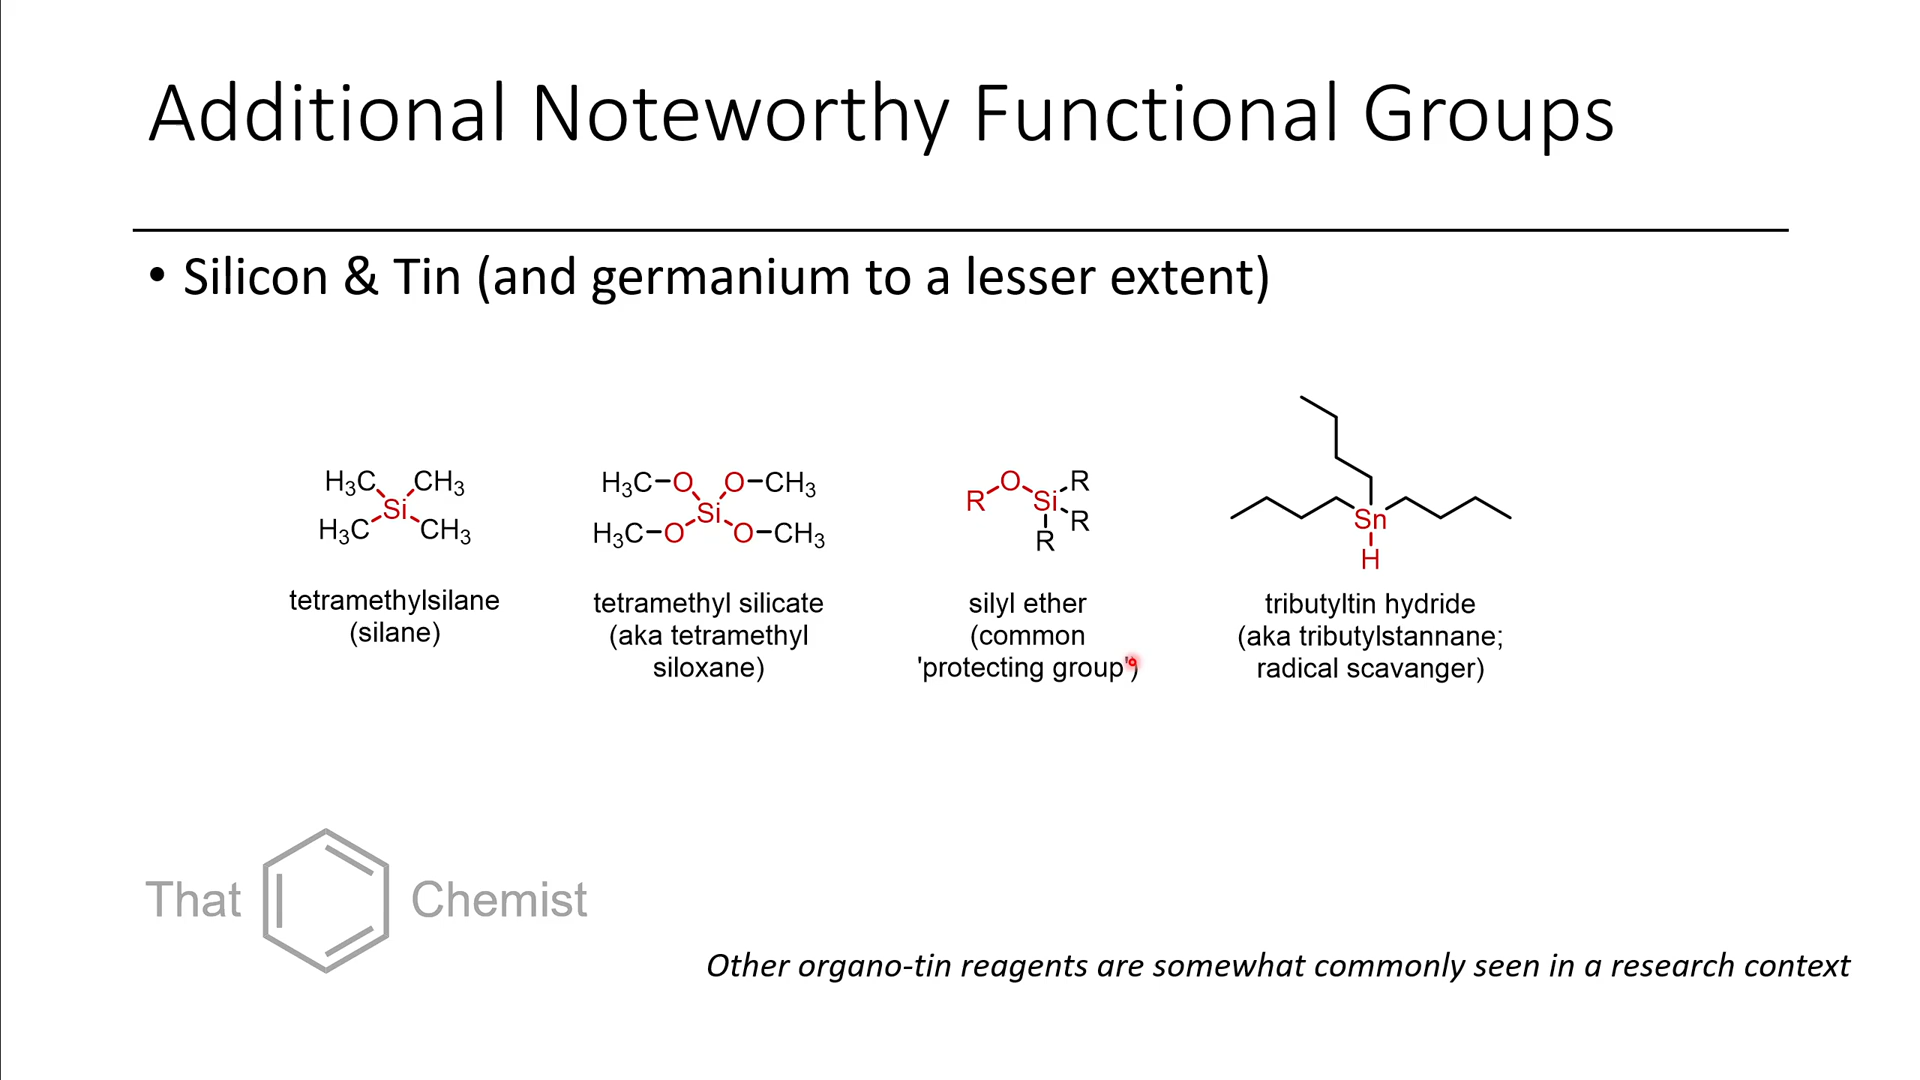 Additional Noteworthy Functional Groups
• Silicon & Tin (and germanium to a lesser extent)
H₃C CH₃
Si
H₃C CH₃
tetramethylsilane
(silane)
H₃C-O O-CH₃
Si
H₃C-O O-CH₃
tetramethyl silicate
(aka tetramethyl
siloxane)
O R
R Si
R
R
silyl ether
(common
'protecting group')
Sn
H
tributyltin hydride
(aka tributylstannane;
radical scavanger)
That Chemist
Other organo-tin reagents are somewhat commonly seen in a research context